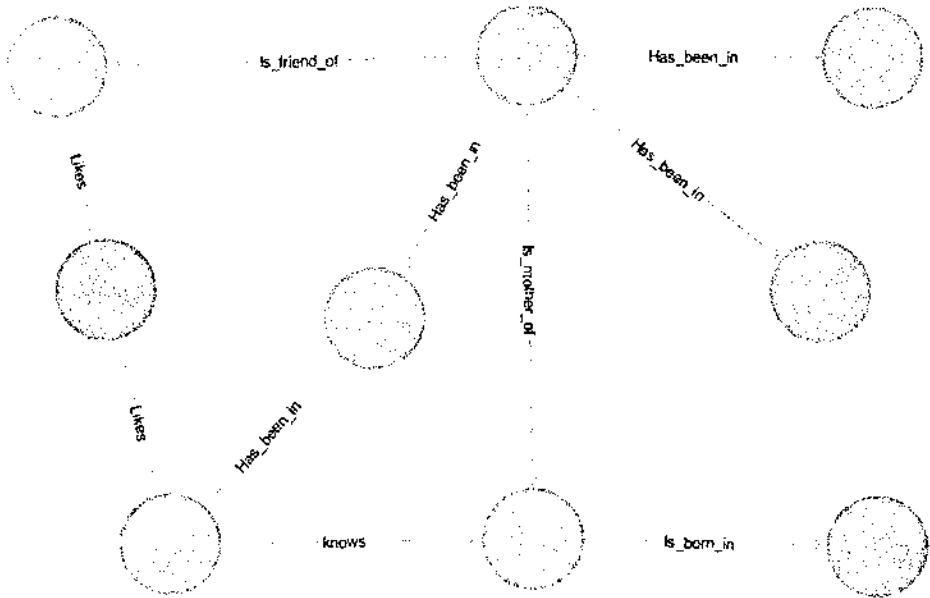 Is_friend_of
Has_been_in
Likes
Has_been_in
Has_been_in
Is_mother_of
Likes
Has_been_in
knows
Is_born_in